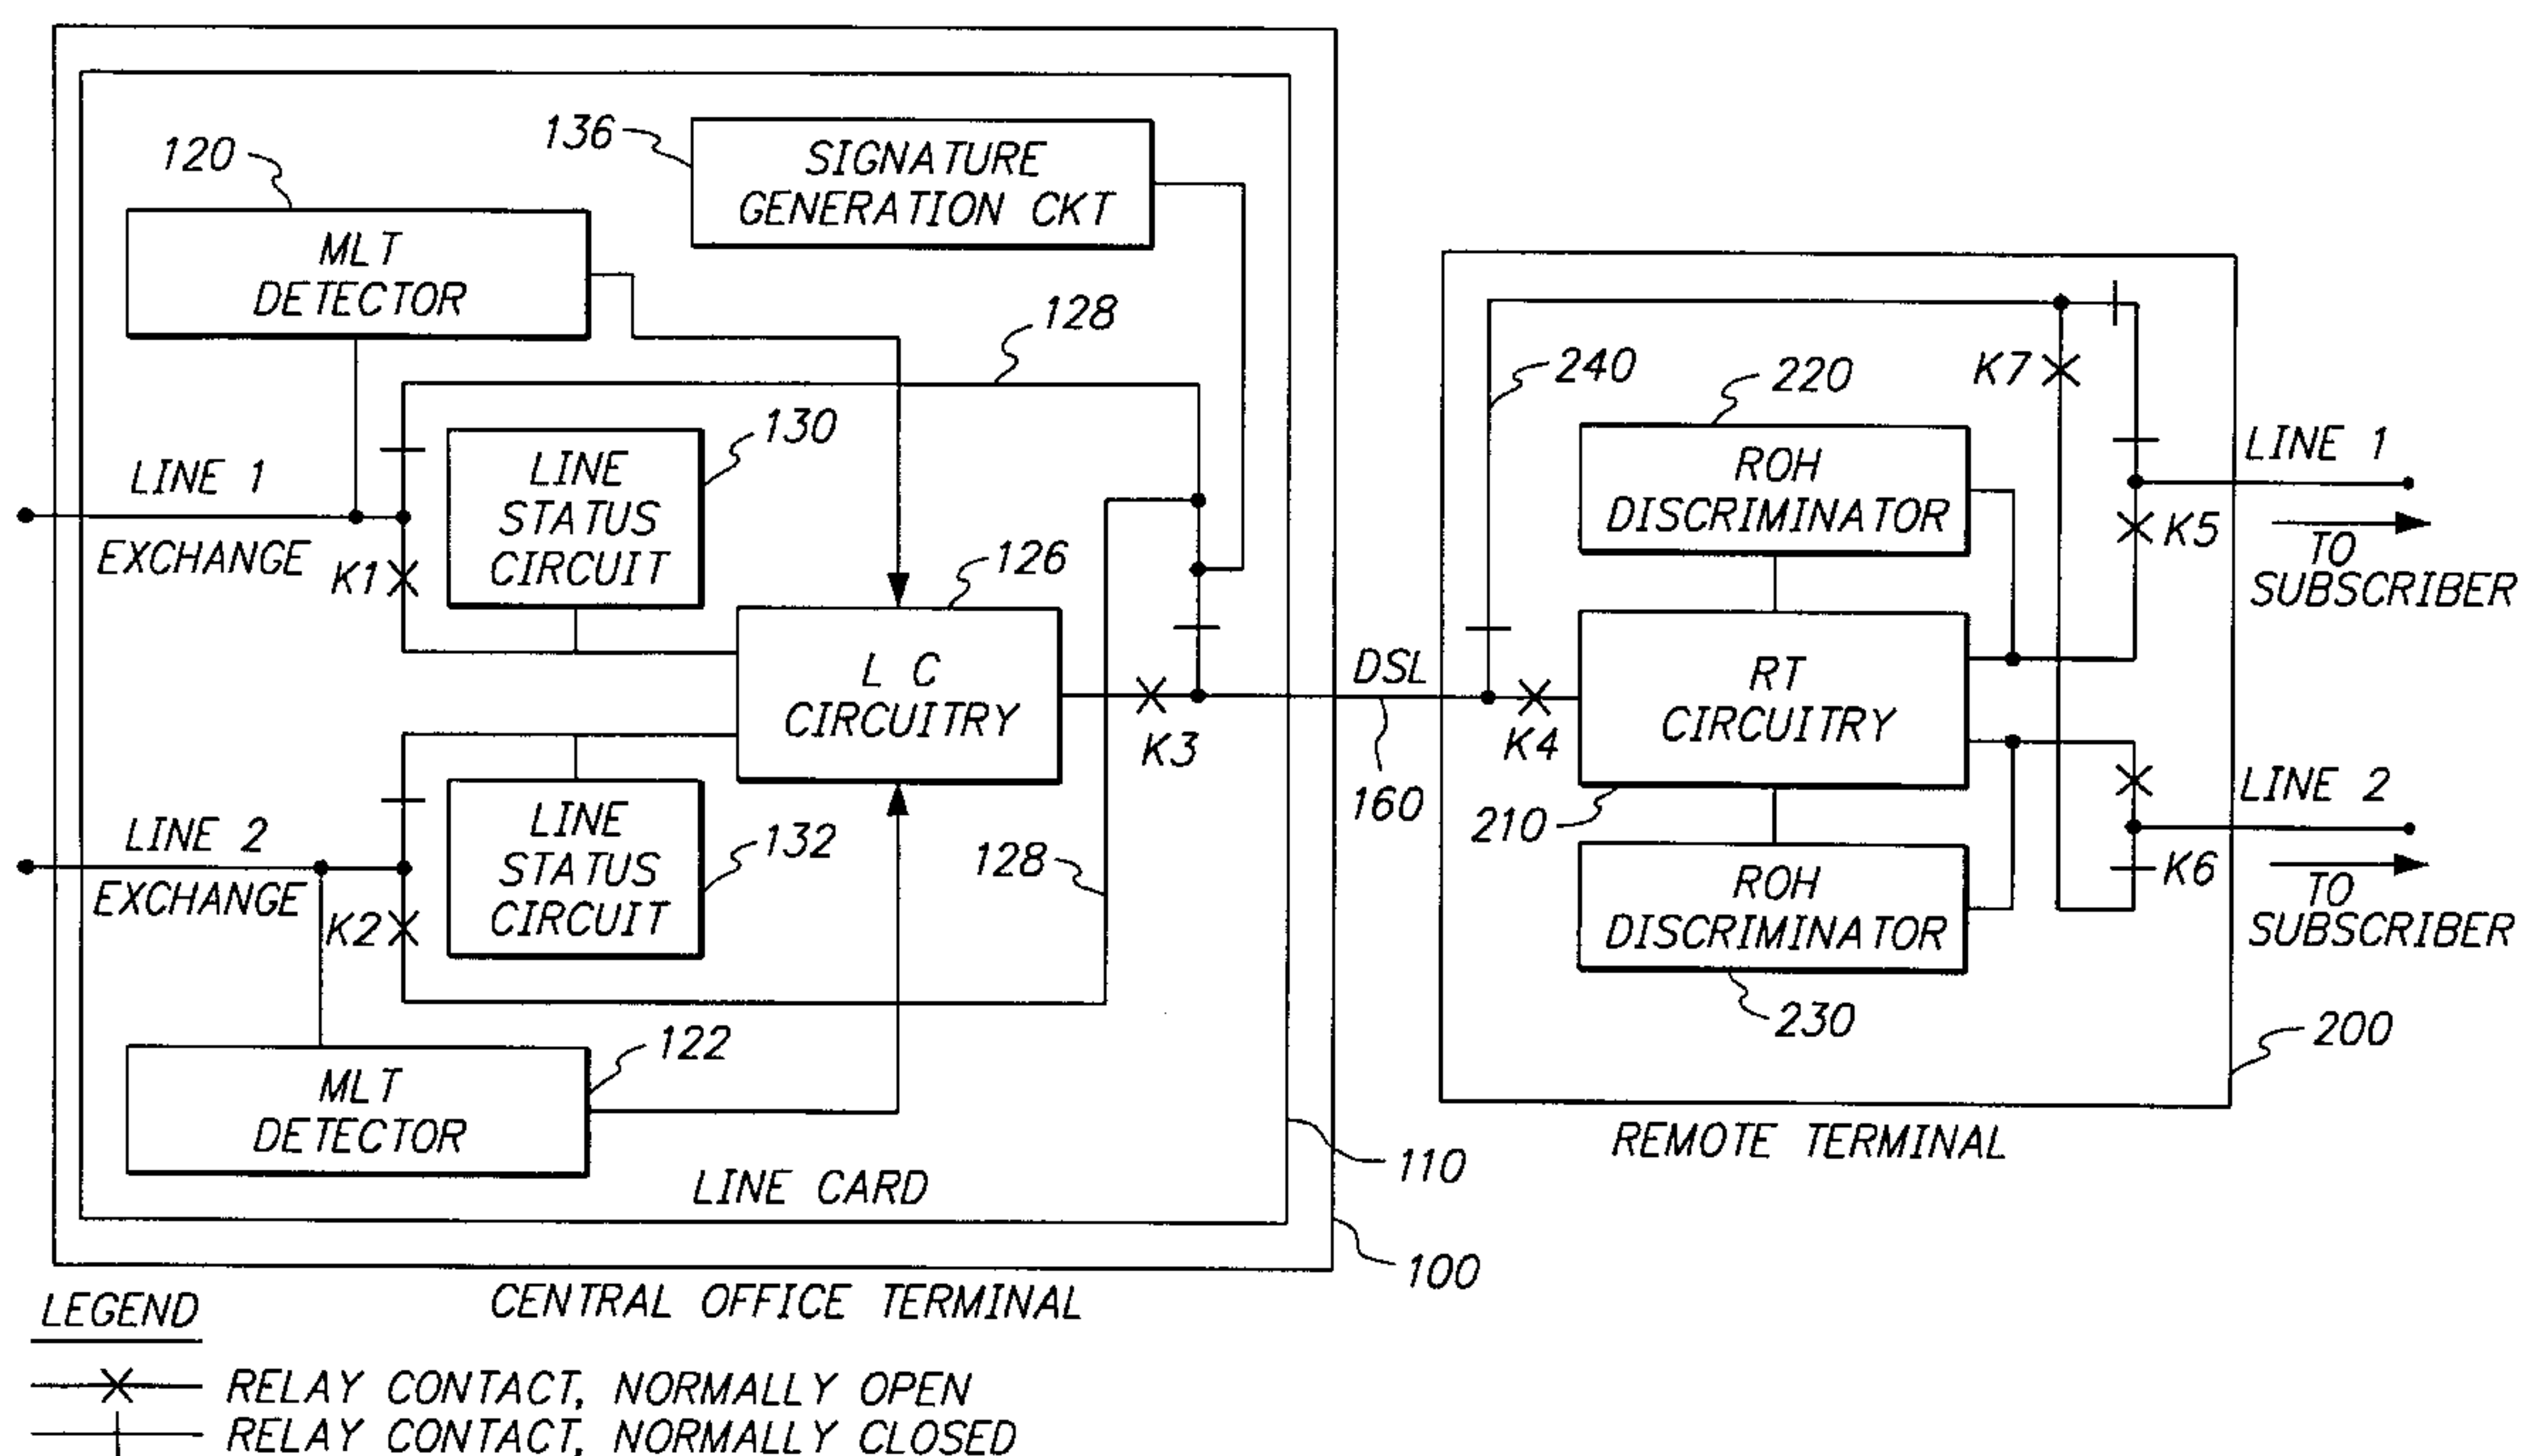 136
SIGNATURE
GENERATION CKT
120
MLT
DETECTOR
128
130
LINE
STATUS
CIRCUIT
LINE 1
EXCHANGE
K1
126
L C
CIRCUITRY
K3
LINE 2
EXCHANGE
K2
LINE
STATUS
CIRCUIT
132
128
122
MLT
DETECTOR
LINE CARD
110
100
CENTRAL OFFICE TERMINAL
DSL
160
240
220
K7
ROH
DISCRIMINATOR
K4
RT
CIRCUITRY
210
ROH
DISCRIMINATOR
230
LINE 1
K5
TO
SUBSCRIBER
LINE 2
K6
TO
SUBSCRIBER
200
REMOTE TERMINAL
LEGEND
RELAY CONTACT, NORMALLY OPEN
RELAY CONTACT, NORMALLY CLOSED